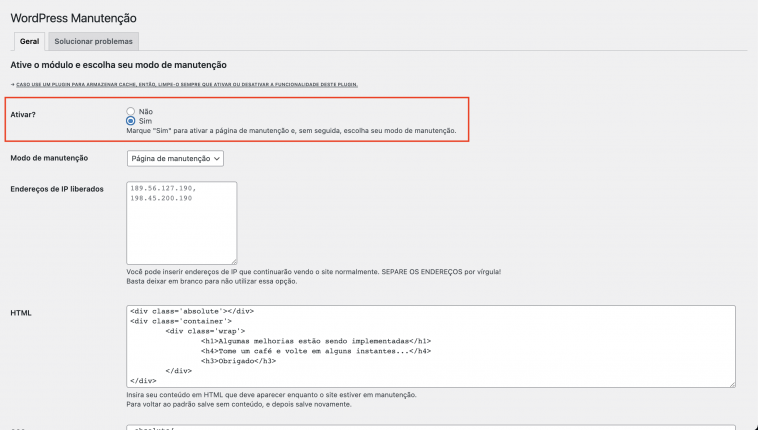 WordPress Manutenção
Geral
Solucionar problemas
Ative o módulo e escolha seu modo de manutenção
→ CASO USE UM PLUGIN PARA ARMAZENAR CACHE, ENTÃO, LIMPE-O SEMPRE QUE ATIVAR OU DESATIVAR A FUNCIONALIDADE DESTE PLUGIN.
Ativar?
Não
Sim
Marque "Sim" para ativar a página de manutenção e, sem seguida, escolha seu modo de manutenção.
Modo de manutenção
Página de manutenção
Endereços de IP liberados
189.56.127.190,
198.45.200.190
Você pode inserir endereços de IP que continuarão vendo o site normalmente. SEPARE OS ENDEREÇOS por vírgula!
Basta deixar em branco para não utilizar essa opção.
HTML
<div class='absolute'></div>
<div class='container'>
<div class='wrap'>
<h1>Algumas melhorias estão sendo implementadas</h1>
<h4>Tome um café e volte em alguns instantes...</h4>
<h3>Obrigado</h3>
</div>
</div>
Insira seu conteúdo em HTML que deve aparecer enquanto o site estiver em manutenção.
Para voltar ao padrão salve sem conteúdo, e depois salve novamente.